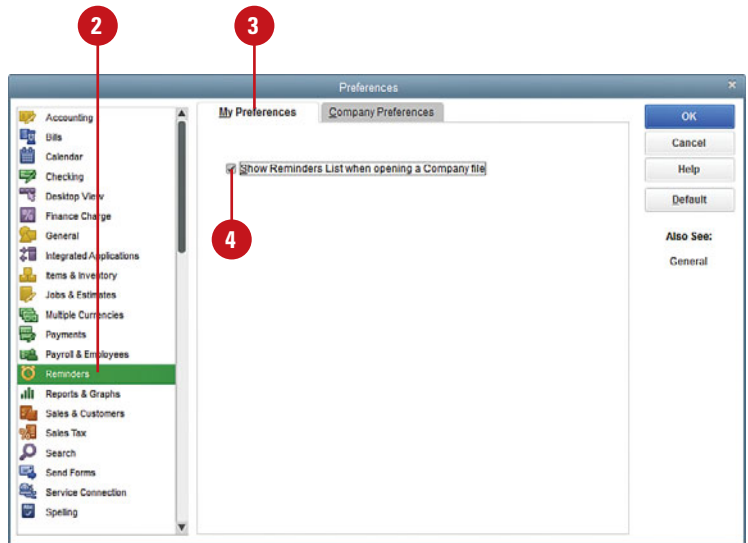 2
3
Preferences
My Preferences
Company Preferences
Accounting
Bills
Calendar
Checking
Desktop View
Finance Charge
General
Integrated Applications
Items & Inventory
Jobs & Estimates
Multiple Currencies
Payments
Payroll & Employees
Reminders
Reports & Graphs
Sales & Customers
Sales Tax
Search
Send Forms
Service Connection
Spelling
Show Reminders List when opening a Company file
4
OK
Cancel
Help
Default
Also See:
General